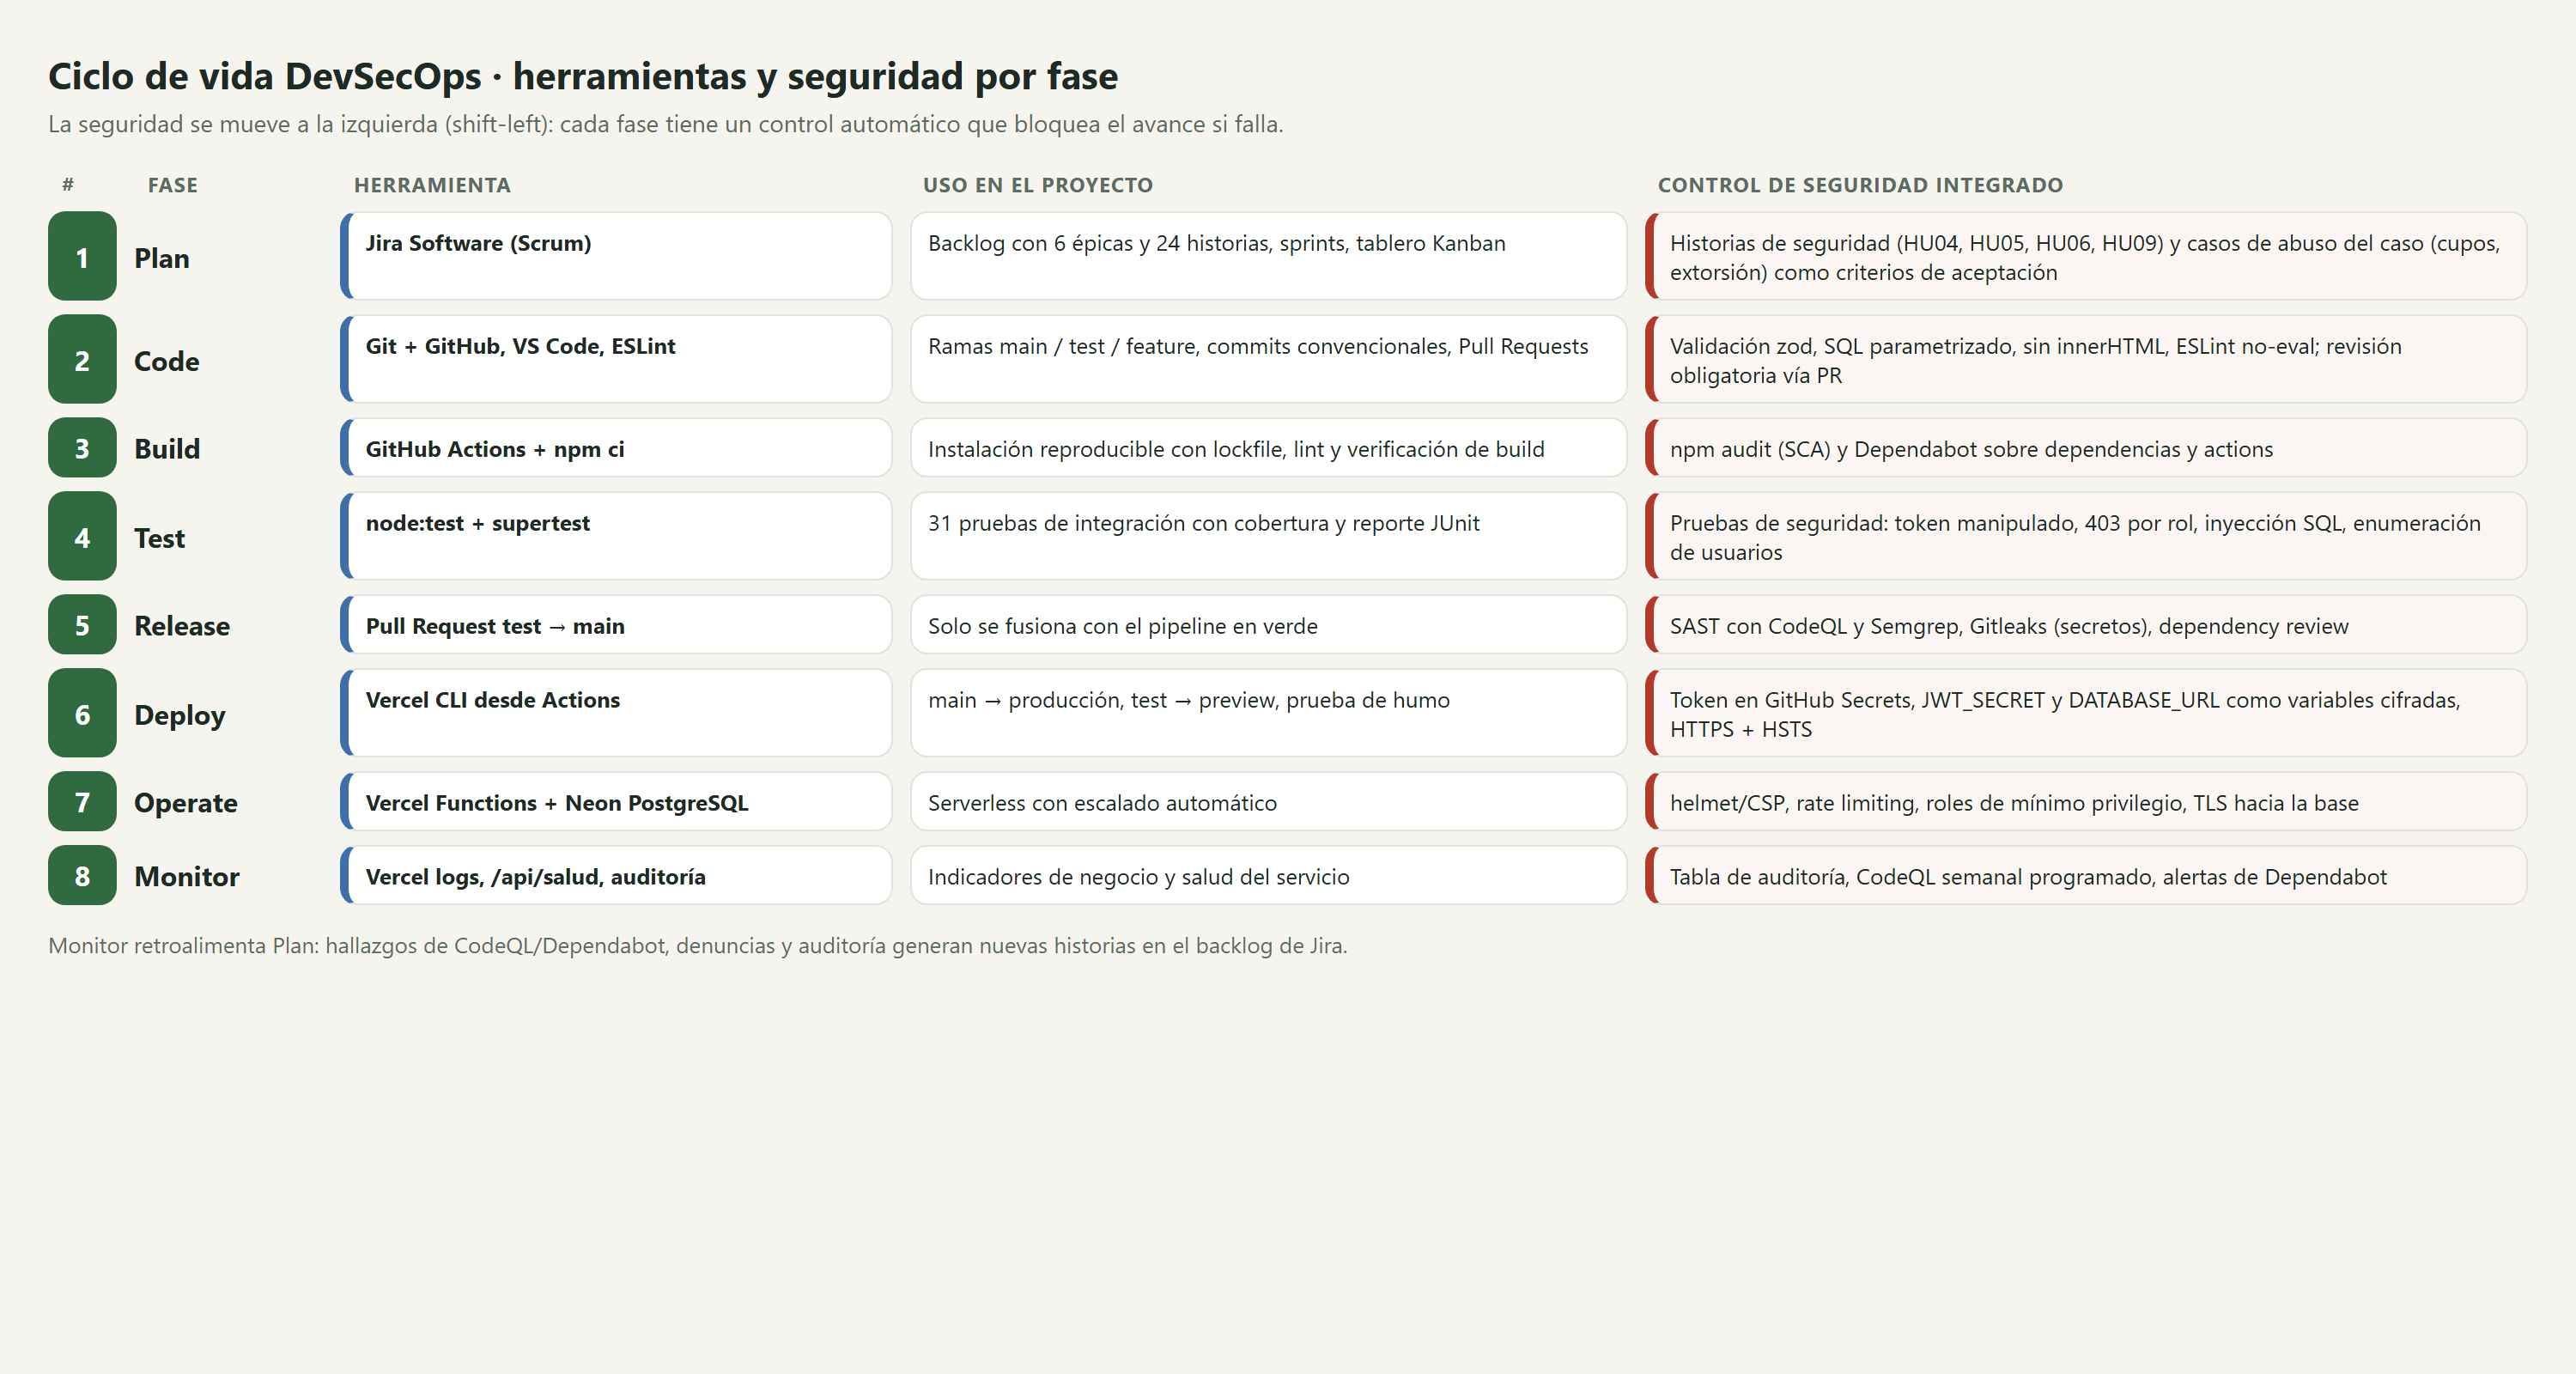 Ciclo de vida DevSecOps · herramientas y seguridad por fase
La seguridad se mueve a la izquierda (shift-left): cada fase tiene un control automático que bloquea el avance si falla.
# FASE HERRAMIENTA USO EN EL PROYECTO CONTROL DE SEGURIDAD INTEGRADO
1 Plan
Jira Software (Scrum)
Backlog con 6 épicas y 24 historias, sprints, tablero Kanban
Historias de seguridad (HU04, HU05, HU06, HU09) y casos de abuso del caso (cupos,
extorsión) como criterios de aceptación
2 Code
Git + GitHub, VS Code, ESLint
Ramas main / test / feature, commits convencionales, Pull Requests
Validación zod, SQL parametrizado, sin innerHTML, ESLint no-eval; revisión
obligatoria vía PR
3 Build
GitHub Actions + npm ci
Instalación reproducible con lockfile, lint y verificación de build
npm audit (SCA) y Dependabot sobre dependencias y actions
4 Test
node:test + supertest
31 pruebas de integración con cobertura y reporte JUnit
Pruebas de seguridad: token manipulado, 403 por rol, inyección SQL, enumeración
de usuarios
5 Release
Pull Request test → main
Solo se fusiona con el pipeline en verde
SAST con CodeQL y Semgrep, Gitleaks (secretos), dependency review
6 Deploy
Vercel CLI desde Actions
main → producción, test → preview, prueba de humo
Token en GitHub Secrets, JWT_SECRET y DATABASE_URL como variables cifradas,
HTTPS + HSTS
7 Operate
Vercel Functions + Neon PostgreSQL
Serverless con escalado automático
helmet/CSP, rate limiting, roles de mínimo privilegio, TLS hacia la base
8 Monitor
Vercel logs, /api/salud, auditoría
Indicadores de negocio y salud del servicio
Tabla de auditoría, CodeQL semanal programado, alertas de Dependabot
Monitor retroalimenta Plan: hallazgos de CodeQL/Dependabot, denuncias y auditoría generan nuevas historias en el backlog de Jira.